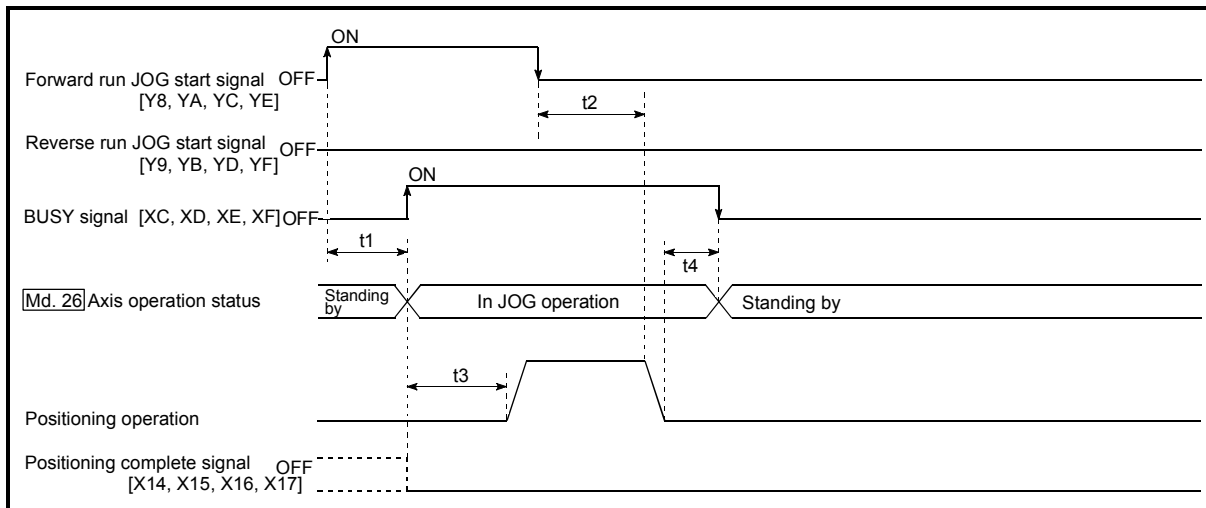 ON
Forward run JOG start signal OFF
[Y8, YA, YC, YE]
t2
Reverse run JOG start signal OFF
[Y9, YB, YD, YF]
ON
BUSY signal [XC, XD, XE, XF] OFF
t1
t4
Md. 26 Axis operation status
Standing
by
In JOG operation
Standing by
t3
Positioning operation
Positioning complete signal OFF
[X14, X15, X16, X17]